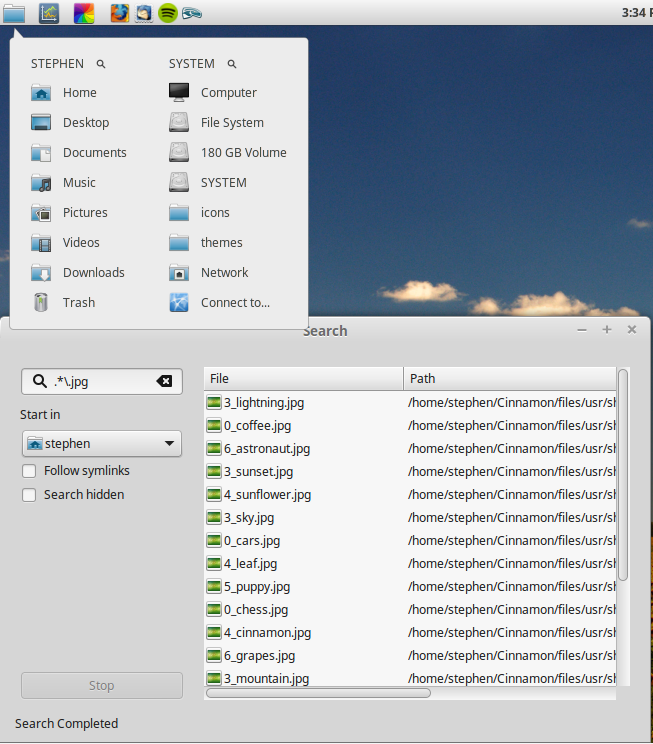 3:34 P
STEPHEN
Home
Desktop
Documents
Music
Pictures
Videos
Downloads
Trash
SYSTEM
Computer
File System
180 GB Volume
SYSTEM
icons
themes
Network
Connect to...
Search
.*\.jpg
Start in
stephen
Follow symlinks
Search hidden
Stop
Search Completed
File Path
3_lightning.jpg /home/stephen/Cinnamon/files/usr/sh
0_coffee.jpg /home/stephen/Cinnamon/files/usr/sh
6_astronaut.jpg /home/stephen/Cinnamon/files/usr/sh
3_sunset.jpg /home/stephen/Cinnamon/files/usr/sh
4_sunflower.jpg /home/stephen/Cinnamon/files/usr/sh
3_sky.jpg /home/stephen/Cinnamon/files/usr/sh
0_cars.jpg /home/stephen/Cinnamon/files/usr/sh
4_leaf.jpg /home/stephen/Cinnamon/files/usr/sh
5_puppy.jpg /home/stephen/Cinnamon/files/usr/sh
0_chess.jpg /home/stephen/Cinnamon/files/usr/sh
4_cinnamon.jpg /home/stephen/Cinnamon/files/usr/sh
6_grapes.jpg /home/stephen/Cinnamon/files/usr/sh
3_mountain.jpg /home/stephen/Cinnamon/files/usr/sh